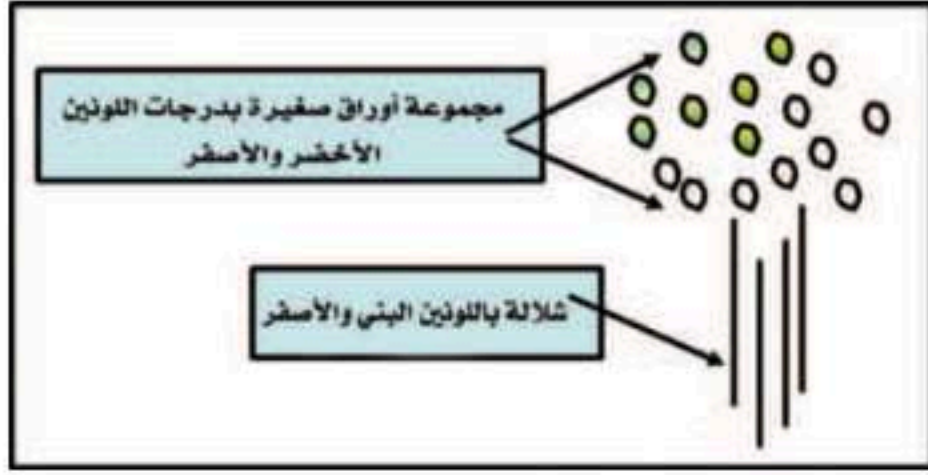 مجموعة أوراق صغيرة بدرجات اللونين
الأخضر والأصفر
شلالة باللونين البني والأصفر